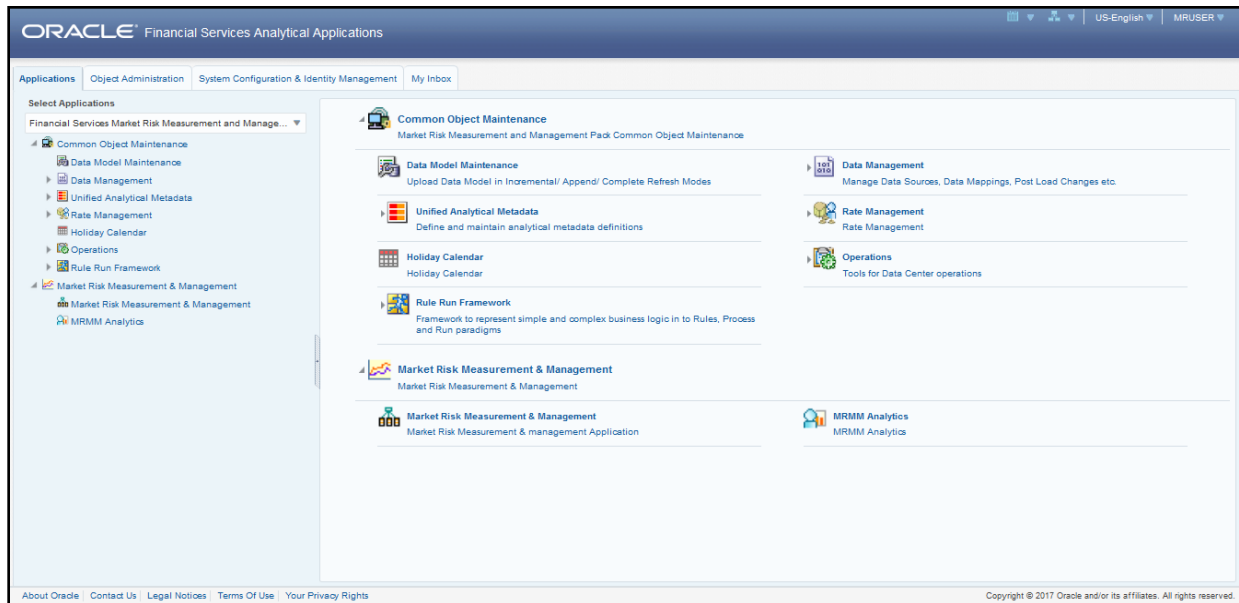 ORACLE® Financial Services Analytical Applications
US-English
MRUSER
Applications
Object Administration
System Configuration & Identity Management
My Inbox
Select Applications
Financial Services Market Risk Measurement and Manage...
Common Object Maintenance
Data Model Maintenance
Data Management
Unified Analytical Metadata
Rate Management
Holiday Calendar
Operations
Rule Run Framework
Market Risk Measurement & Management
Market Risk Measurement & Management
MRMM Analytics
Common Object Maintenance
Market Risk Measurement and Management Pack Common Object Maintenance
Data Model Maintenance
Upload Data Model in Incremental/ Append/ Complete Refresh Modes
Data Management
Manage Data Sources, Data Mappings, Post Load Changes etc.
Unified Analytical Metadata
Define and maintain analytical metadata definitions
Rate Management
Rate Management
Holiday Calendar
Holiday Calendar
Operations
Tools for Data Center operations
Rule Run Framework
Framework to represent simple and complex business logic in to Rules, Process
and Run paradigms
Market Risk Measurement & Management
Market Risk Measurement & Management
Market Risk Measurement & Management
Market Risk Measurement & management Application
MRMM Analytics
MRMM Analytics
About Oracle
Contact Us
Legal Notices
Terms Of Use
Your Privacy Rights
Copyright © 2017 Oracle and/or its affiliates. All rights reserved.